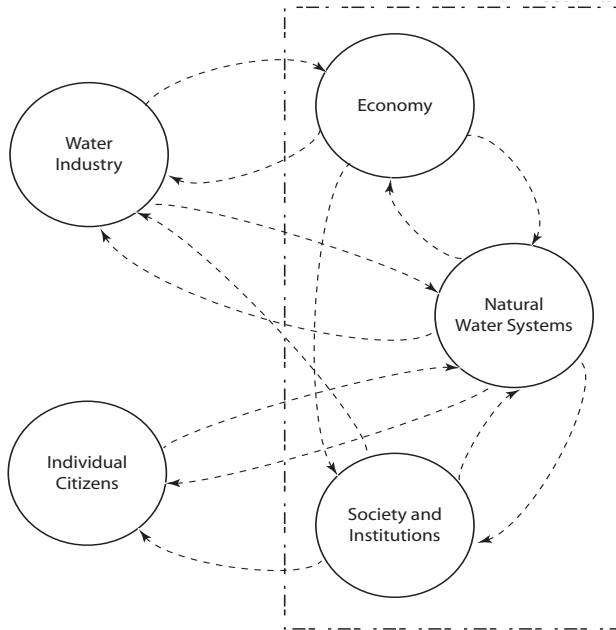 Economy
Water
Industry
Natural
Water Systems
Individual
Citizens
Society and
Institutions